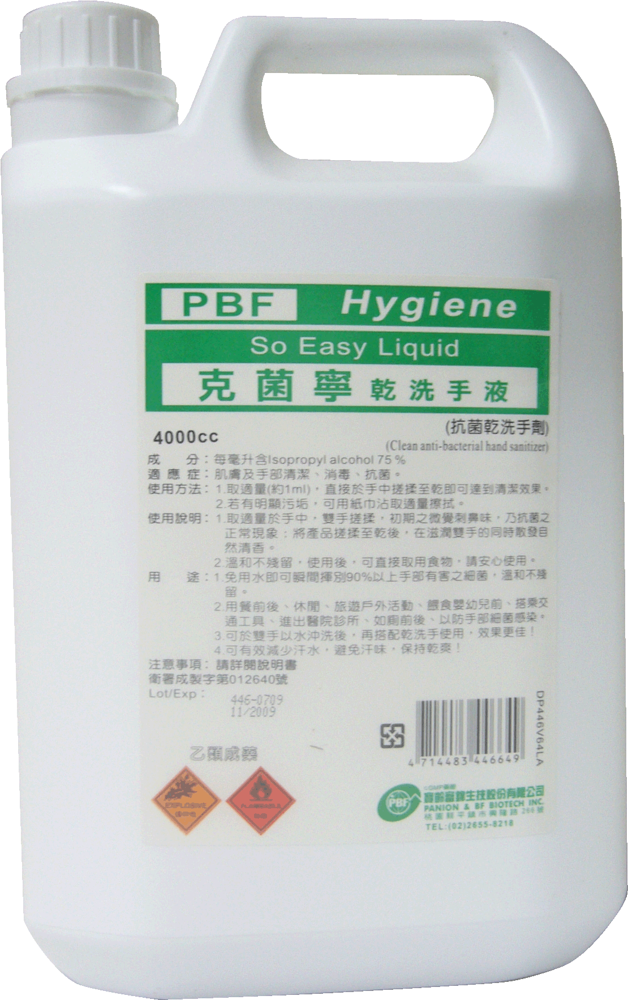 PBF Hygiene
So Easy Liquid
克菌寧 乾洗手液
(抗菌乾洗手劑)
4000cc
(Clean anti-bacterial hand sanitizer)
成 分：每毫升含Isopropyl alcohol 75%
適 應 症：肌膚及手部清潔、消毒、抗菌。
使用方法：1.取適量(約1ml)，直接於手中搓揉至乾即可達到清潔效果。
2.若有明顯污垢，可用紙巾沾取適量擦拭。
使用說明：1.取適量於手中，雙手搓揉，初期之微覺刺鼻味，乃抗菌之
正常現象；將產品搓揉至乾後，在滋潤雙手的同時散發自
然清香。
2.溫和不殘留，使用後，可直接取用食物，請安心使用。
用 途：1.免用水即可瞬間揮別90%以上手部有害之細菌，溫和不殘
留。
2.用餐前後、休閒、旅遊戶外活動、餵食嬰幼兒前、搭乘交
通工具、進出醫院診所、如廁前後、以防手部細菌感染。
3.可於雙手以水沖洗後，再搭配乾洗手使用，效果更佳！
4.可有效減少汗水，避免汗味，保持乾爽！
注意事項：請詳閱說明書
衛署成製字第012640號
Lot/Exp：
446-0709
11/2009
DP446V64LA
4 714483 446649
乙類成藥
EXPLOSIVE
FLAMMABLE
PBF
GMP藥廠
寶齡富錦生技股份有限公司
PANION & BF BIOTECH INC.
桃園縣平鎮市興隆路266號
TEL:(02)2655-8218